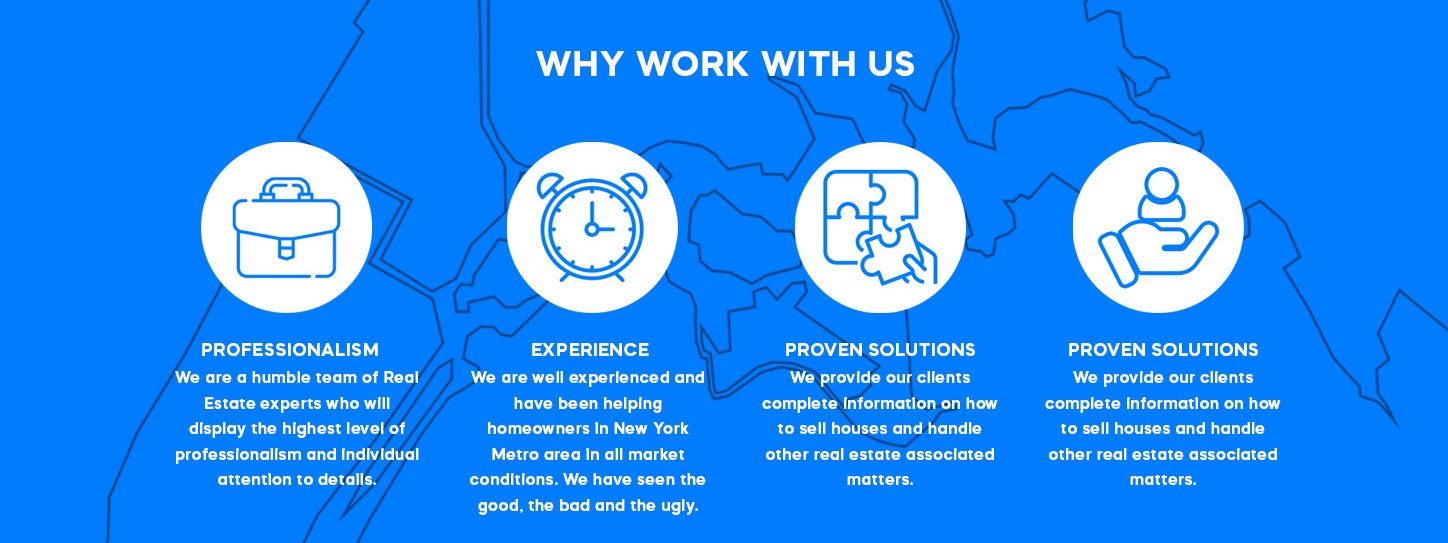 WHY WORK WITH US
PROFESSIONALISM
We are a humble team of Real
Estate experts who will
display the highest level of
professionalism and individual
attention to details.
EXPERIENCE
We are well experienced and
have been helping
homeowners in New York
Metro area in all market
conditions. We have seen the
good, the bad and the ugly.
PROVEN SOLUTIONS
We provide our clients
complete information on how
to sell houses and handle
other real estate associated
matters.
PROVEN SOLUTIONS
We provide our clients
complete information on how
to sell houses and handle
other real estate associated
matters.